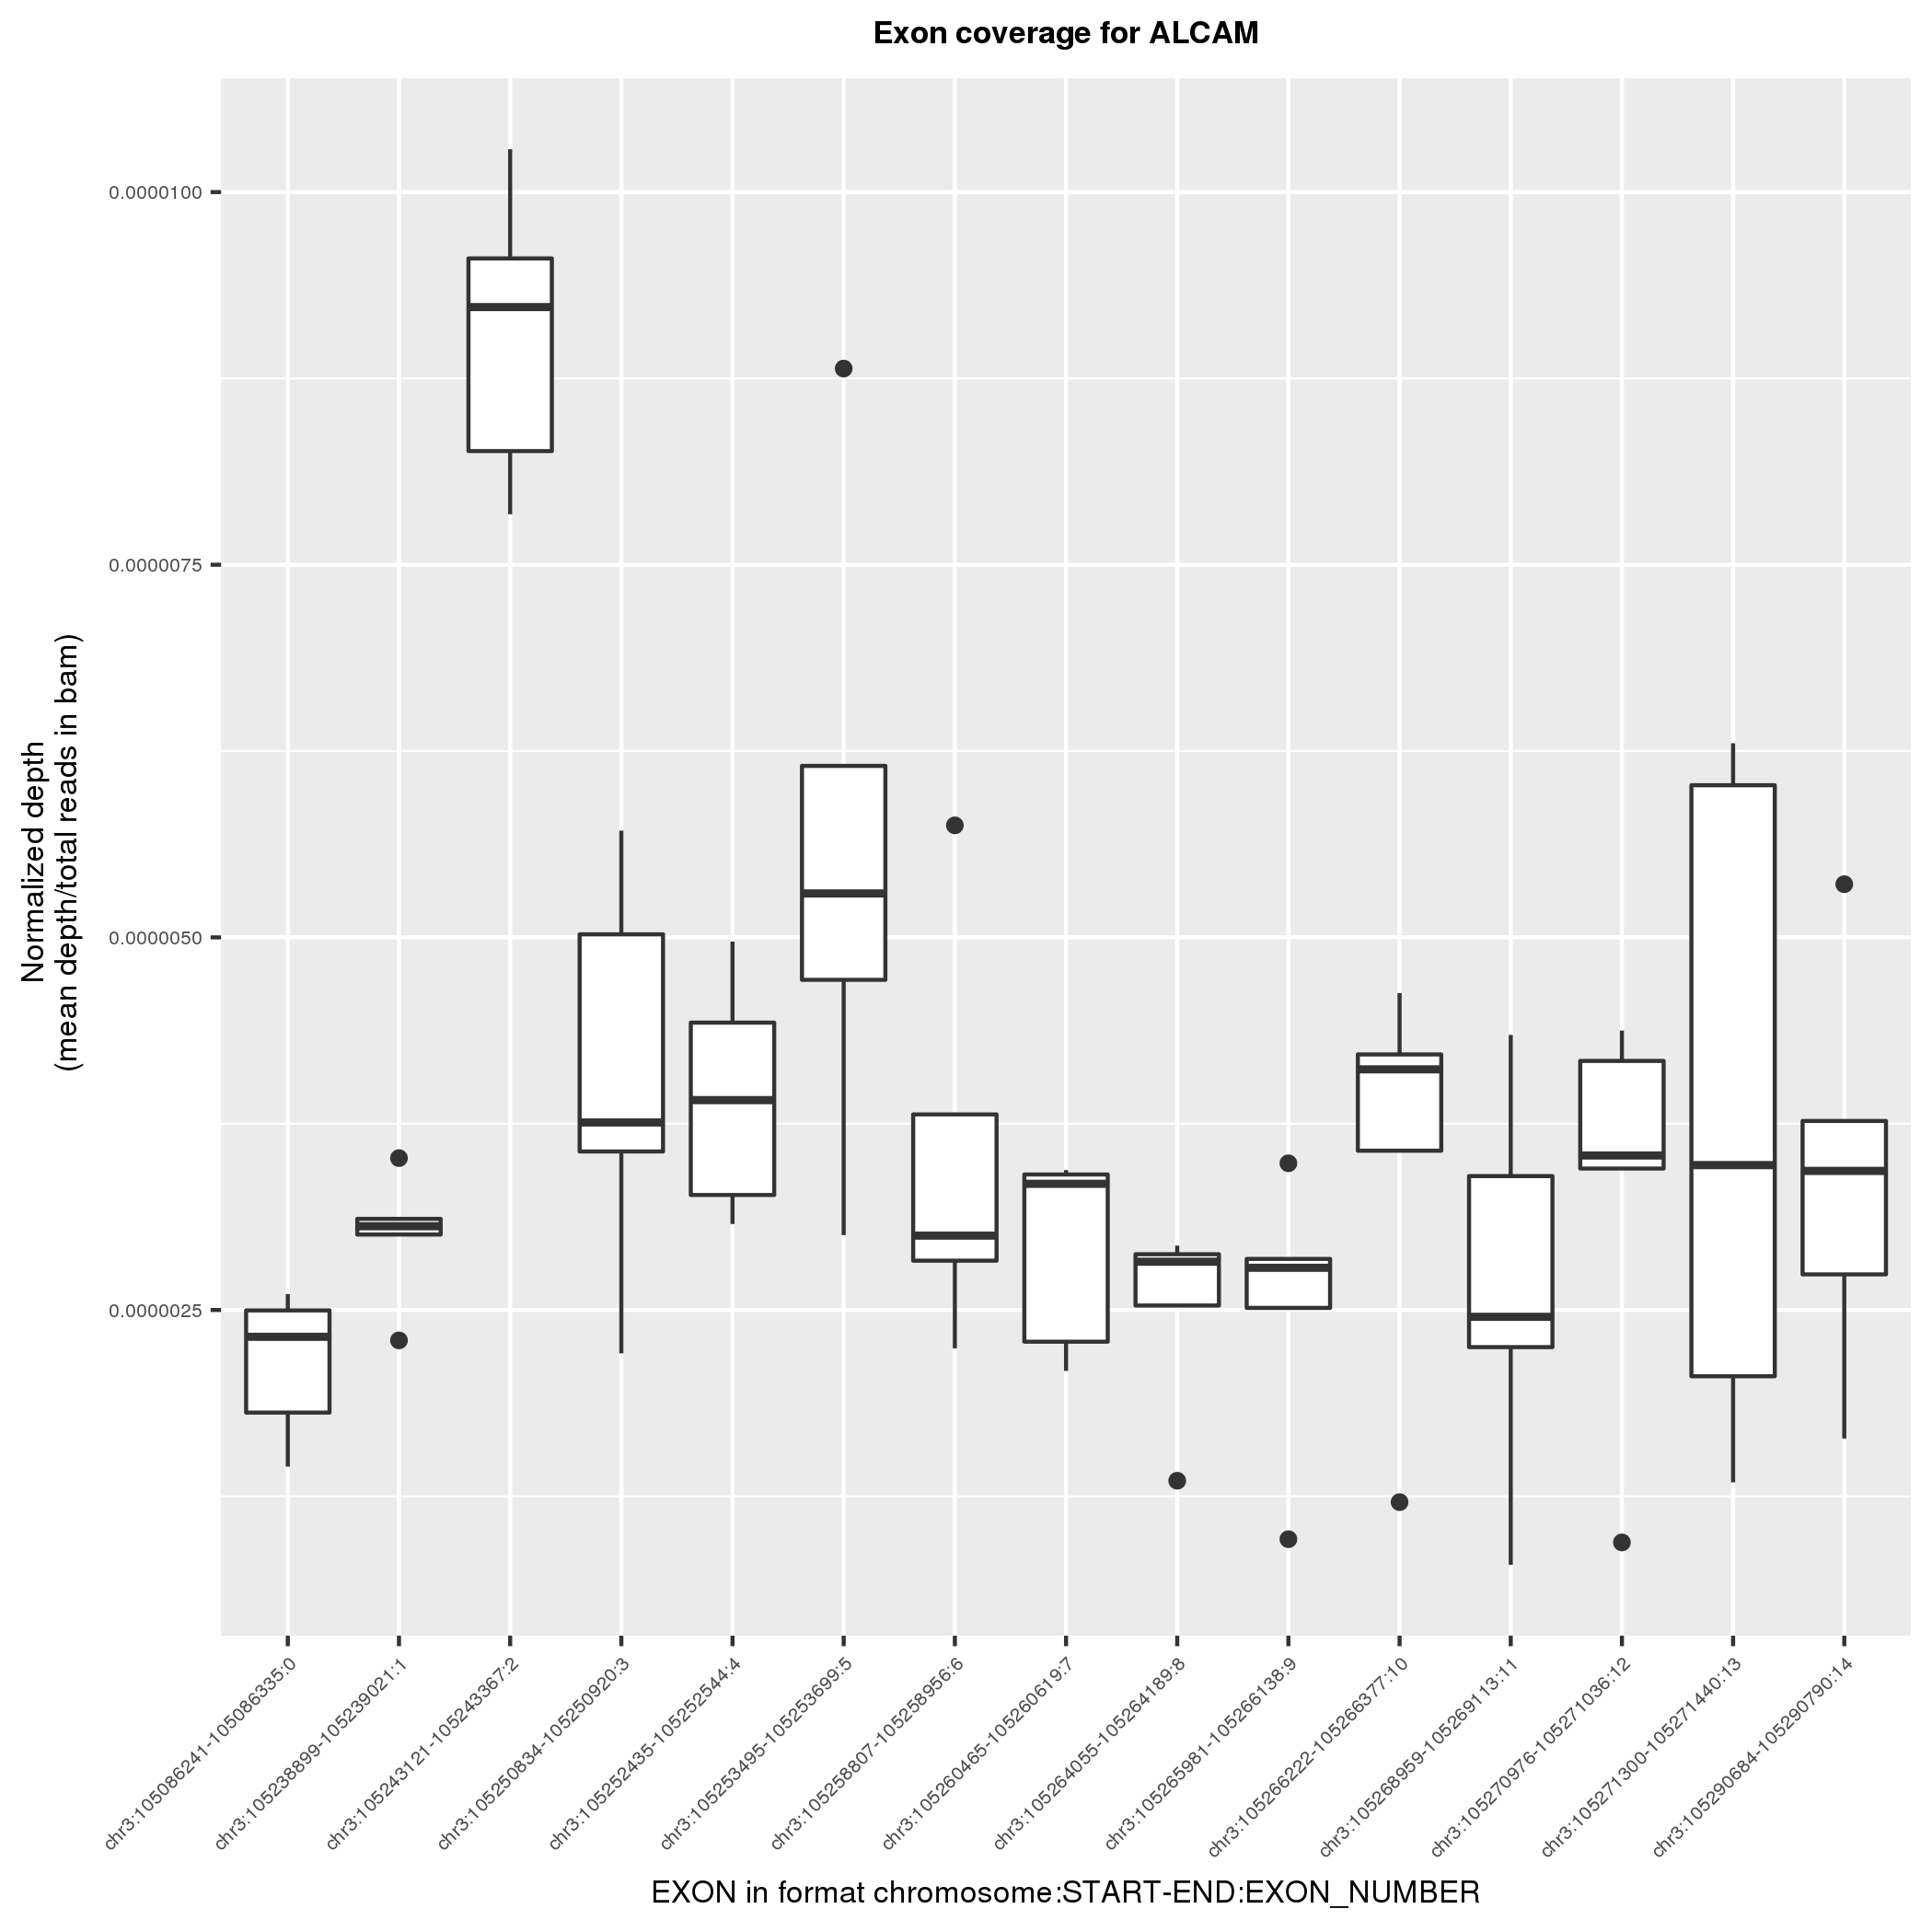 Exon coverage for ALCAM
Normalized depth
(mean depth/total reads in bam)
0.0000100
0.0000075
0.0000050
0.0000025
chr3:105086241-105086335:0
chr3:105238899-105239021:1
chr3:105243121-105243367:2
chr3:105250834-105250920:3
chr3:105252435-105252544:4
chr3:105253495-105253699:5
chr3:105258807-105258956:6
chr3:105260465-105260619:7
chr3:105264055-105264189:8
chr3:105265981-105266138:9
chr3:105266222-105266377:10
chr3:105268959-105269113:11
chr3:105270976-105271036:12
chr3:105271300-105271440:13
chr3:105290684-105290790:14
EXON in format chromosome:START-END:EXON_NUMBER